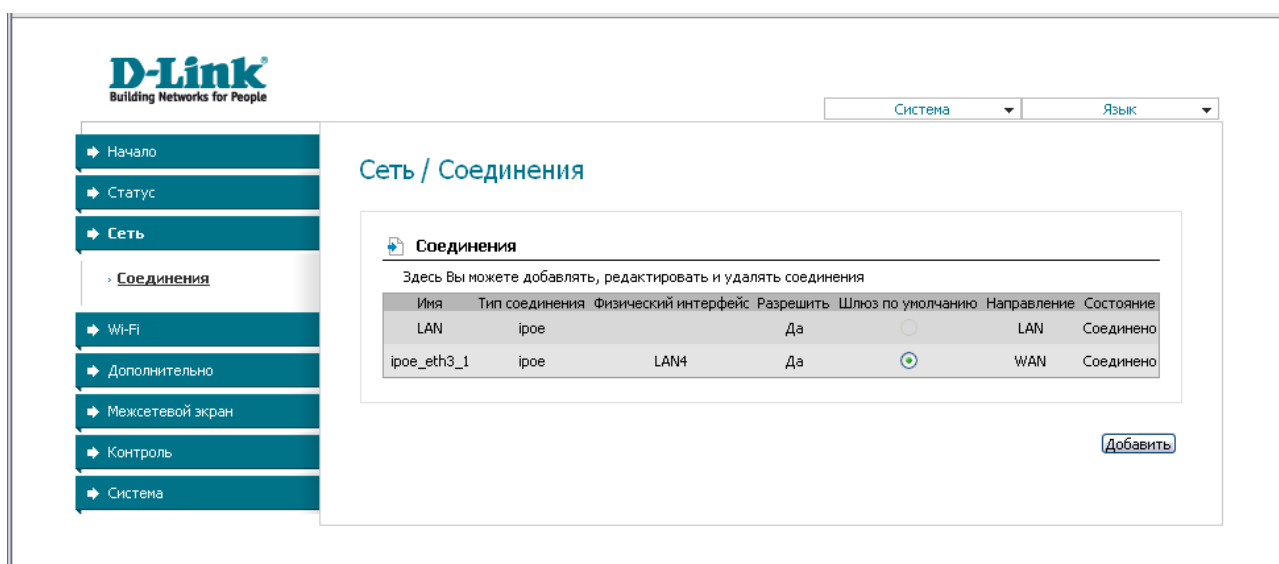 D-Link®
Building Networks for People
Система Язык
Начало
Статус
Сеть
Соединения
Wi-Fi
Дополнительно
Межсетевой экран
Контроль
Система
Сеть / Соединения
Соединения
Здесь Вы можете добавлять, редактировать и удалять соединения
Имя Тип соединения Физический интерфейс Разрешить Шлюз по умолчанию Направление Состояние
LAN ipoe Да LAN Соединено
ipoe_eth3_1 ipoe LAN4 Да WAN Соединено
Добавить